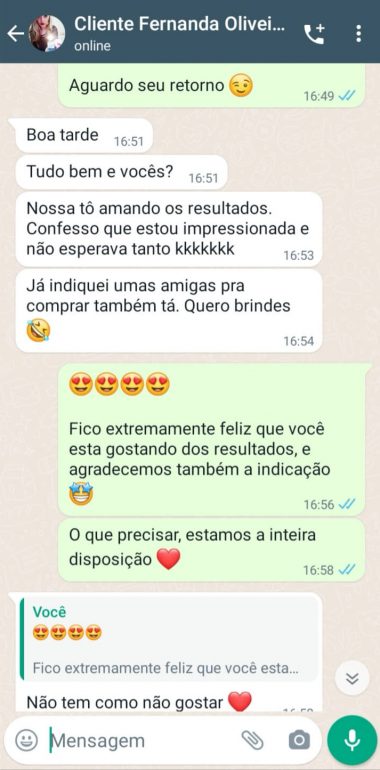 Cliente Fernanda Olivei...
online
Aguardo seu retorno 😉
16:49
Boa tarde
16:51
Tudo bem e vocês?
16:51
Nossa tô amando os resultados.
Confesso que estou impressionada e
não esperava tanto kkkkkkk
16:53
Já indiquei umas amigas pra
comprar também tá. Quero brindes
🤣
16:54
😍😍😍😍
Fico extremamente feliz que você
esta gostando dos resultados, e
agradecemos também a indicação
🤩
16:56
O que precisar, estamos a inteira
disposição ❤️
16:58
Você
😍😍😍😍
Fico extremamente feliz que você esta...
Não tem como não gostar ❤️
Mensagem